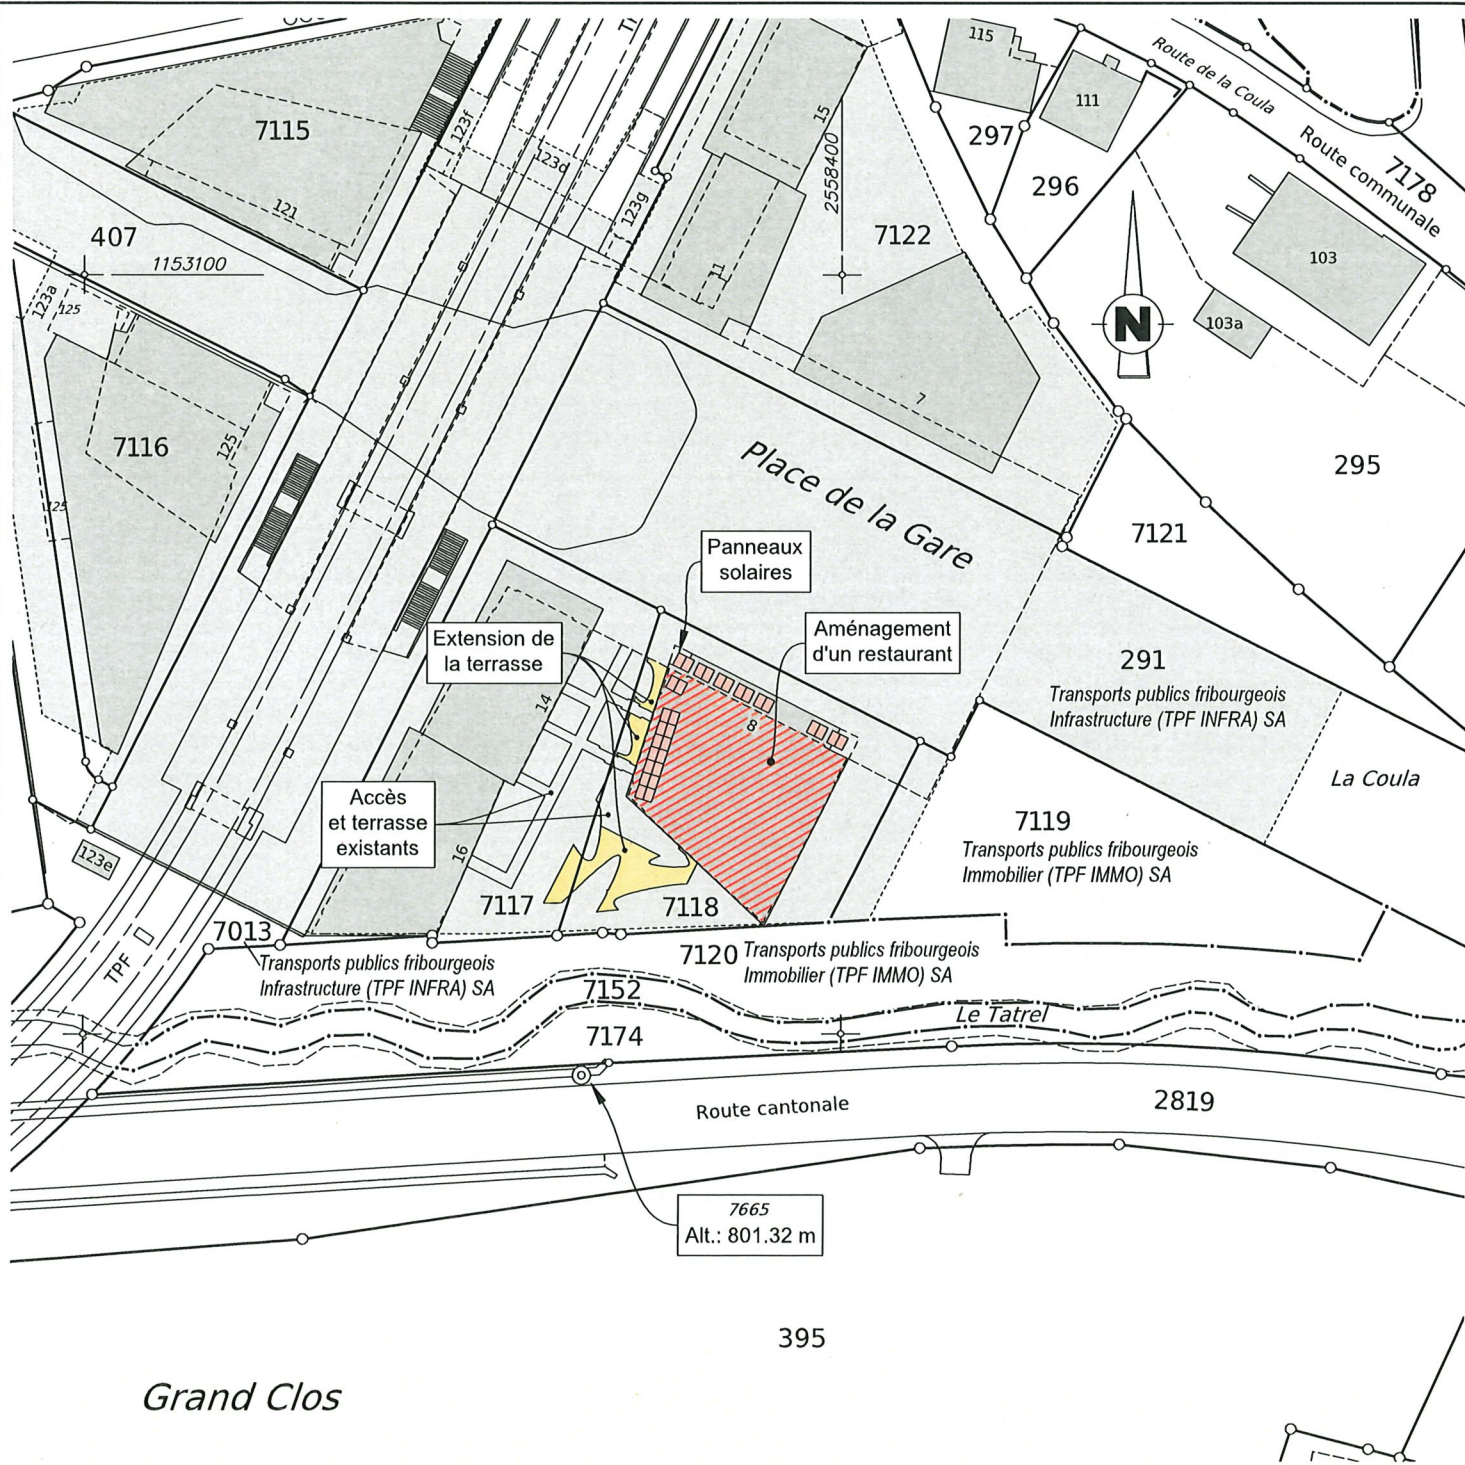 115
Route de la Coula
111
15
7115
123f
297
Route communale
7178
123d
2558400
296
121
123g
407
7122
1153100
11
103
123a
125
N
103a
7
7116
125
Place de la Gare
295
125
7121
Panneaux
solaires
Extension de
la terrasse
Aménagement
d'un restaurant
291
Transports publics fribourgeois
Infrastructure (TPF INFRA) SA
14
8
La Coula
Accès
et terrasse
existants
7119
Transports publics fribourgeois
Immobilier (TPF IMMO) SA
123e
16
7117
7118
7013
Transports publics fribourgeois
Infrastructure (TPF INFRA) SA
7120
Transports publics fribourgeois
Immobilier (TPF IMMO) SA
TPF
7152
Le Tatrel
7174
Route cantonale
2819
7665
Alt.: 801.32 m
395
Grand Clos